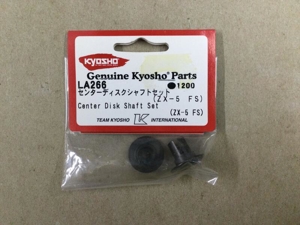 KYOSHO
Genuine Kyosho® Parts
LA266 ●1200
センターディスクシャフトセット
(ZX-5 FS)
Center Disk Shaft Set
(ZX-5 FS)
TEAM KYOSHO K INTERNATIONAL